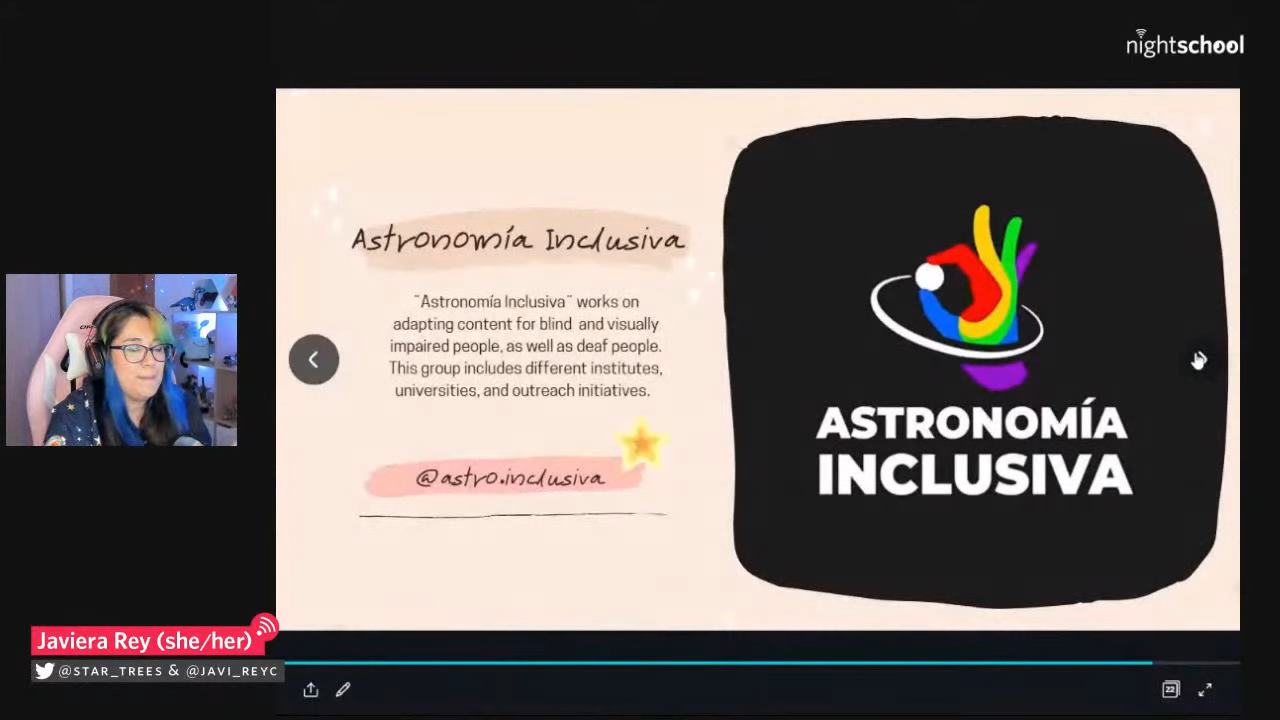 nightschool
Astronomía Inclusiva
"Astronomía Inclusiva" works on
adapting content for blind and visually
impaired people, as well as deaf people.
This group includes different institutes,
universities, and outreach initiatives.
@astro.inclusiva
ASTRONOMÍA
INCLUSIVA
Javiera Rey (she/her)
@STAR_TREES & @JAVI_REYC
22